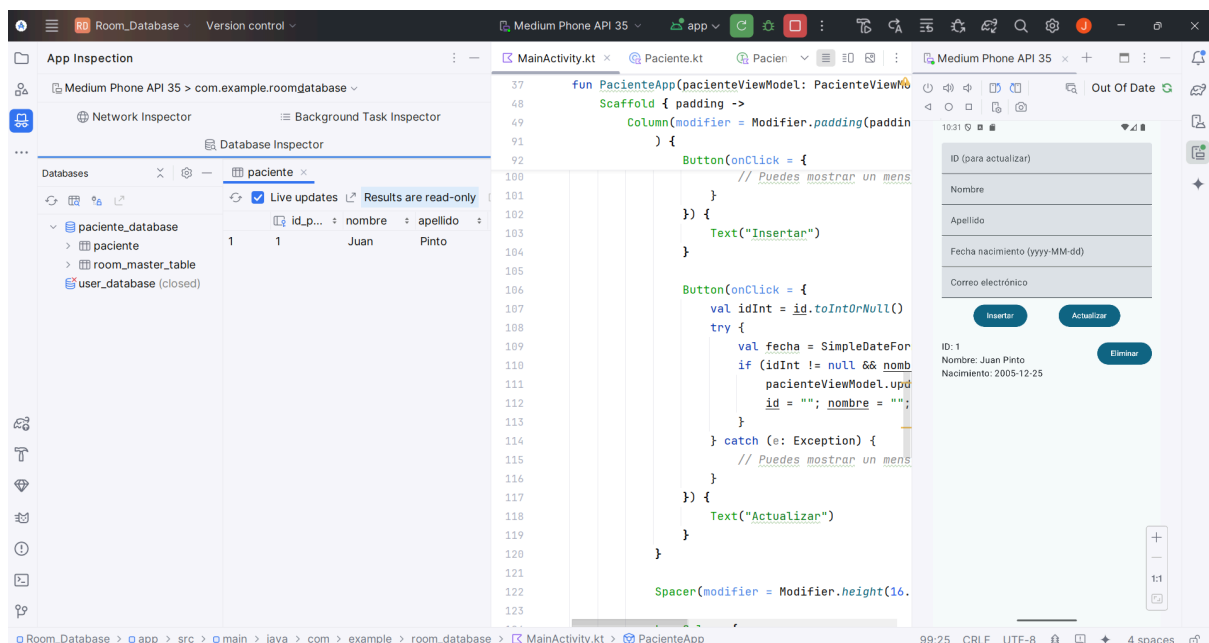 RD Room_Database Version control Medium Phone API 35 app J
App Inspection
Medium Phone API 35 > com.example.roomdatabase
Network Inspector Background Task Inspector
Database Inspector
Databases paciente
Live updates Results are read-only
paciente_database
paciente
room_master_table
user_database (closed)
id_p... nombre apellido
1 1 Juan Pinto
MainActivity.kt Paciente.kt Pacien
37 fun PacienteApp(pacienteViewModel: PacienteViewMo
48 Scaffold { padding ->
49 Column(modifier = Modifier.padding(paddin
91 ) {
92 Button(onClick = {
100 // Puedes mostrar un mens
101 }
102 }) {
103 Text("Insertar")
104 }
105
106 Button(onClick = {
107 val idInt = id.toIntOrNull()
108 try {
109 val fecha = SimpleDateFor
110 if (idInt != null && nomb
111 pacienteViewModel.upd
112 id = ""; nombre = "";
113 }
114 } catch (e: Exception) {
115 // Puedes mostrar un mens
116 }
117 }) {
118 Text("Actualizar")
119 }
120 }
121
122 Spacer(modifier = Modifier.height(16.
123
Medium Phone API 35
Out Of Date
10:31
ID (para actualizar)
Nombre
Apellido
Fecha nacimiento (yyyy-MM-dd)
Correo electrónico
Insertar Actualizar
ID: 1
Nombre: Juan Pinto
Nacimiento: 2005-12-25
Eliminar
1:1
Room_Database > app > src > main > java > com > example > room_database > MainActivity.kt > PacienteApp 99:25 CRLF UTF-8 4 spaces